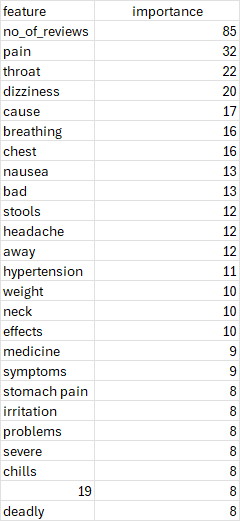 feature importance
no_of_reviews 85
pain 32
throat 22
dizziness 20
cause 17
breathing 16
chest 16
nausea 13
bad 13
stools 12
headache 12
away 12
hypertension 11
weight 10
neck 10
effects 10
medicine 9
symptoms 9
stomach pain 8
irritation 8
problems 8
severe 8
chills 8
19 8
deadly 8